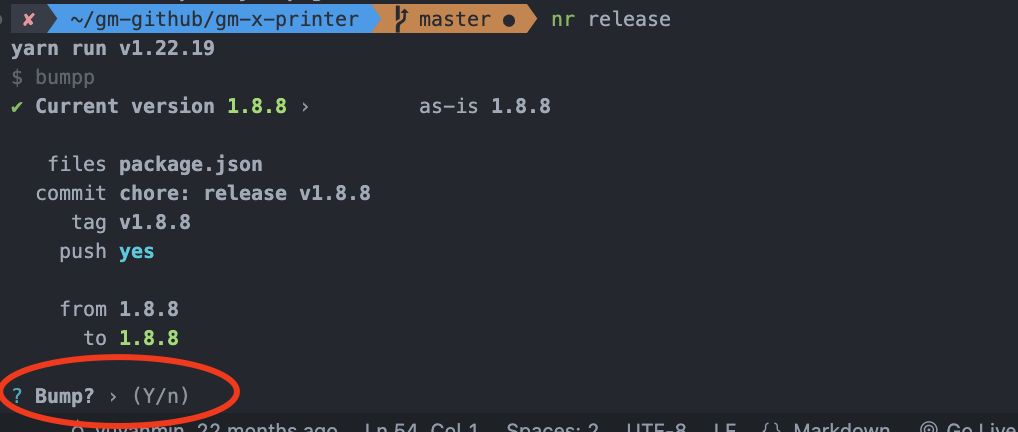 ✘ ~/gm-github/gm-x-printer master ● nr release
yarn run v1.22.19
$ bumpp
✔ Current version 1.8.8 › as-is 1.8.8
files package.json
commit chore: release v1.8.8
tag v1.8.8
push yes
from 1.8.8
to 1.8.8
? Bump? › (Y/n)
yuyanmin, 22 months ago Ln 54, Col 1 Spaces: 2 UTF-8 LF {} Markdown Go Live